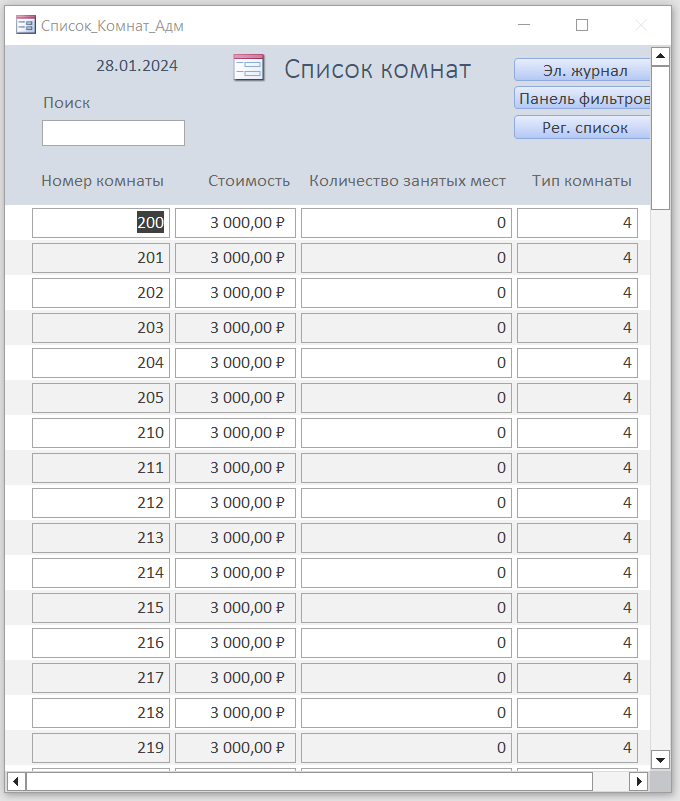 Список_Комнат_Адм
28.01.2024
Список комнат
Эл. журнал
Панель фильтров
Рег. список
Поиск
Номер комнаты Стоимость Количество занятых мест Тип комнаты
200 3 000,00 ₽ 0 4
201 3 000,00 ₽ 0 4
202 3 000,00 ₽ 0 4
203 3 000,00 ₽ 0 4
204 3 000,00 ₽ 0 4
205 3 000,00 ₽ 0 4
210 3 000,00 ₽ 0 4
211 3 000,00 ₽ 0 4
212 3 000,00 ₽ 0 4
213 3 000,00 ₽ 0 4
214 3 000,00 ₽ 0 4
215 3 000,00 ₽ 0 4
216 3 000,00 ₽ 0 4
217 3 000,00 ₽ 0 4
218 3 000,00 ₽ 0 4
219 3 000,00 ₽ 0 4